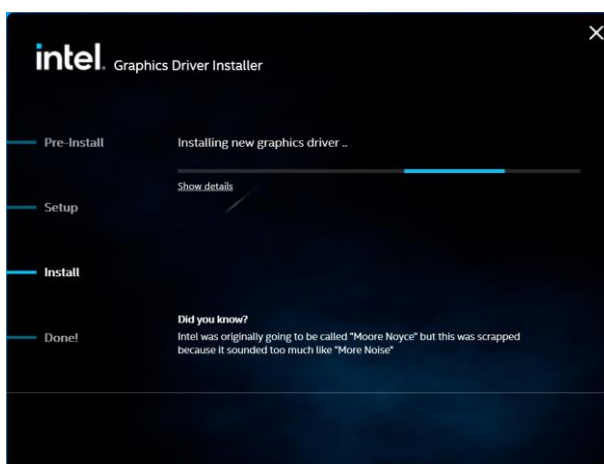 intel. Graphics Driver Installer
Pre-Install
Installing new graphics driver ..
Show details
Setup
Install
Did you know?
Done!
Intel was originally going to be called "Moore Noyce" but this was scrapped
because it sounded too much like "More Noise"